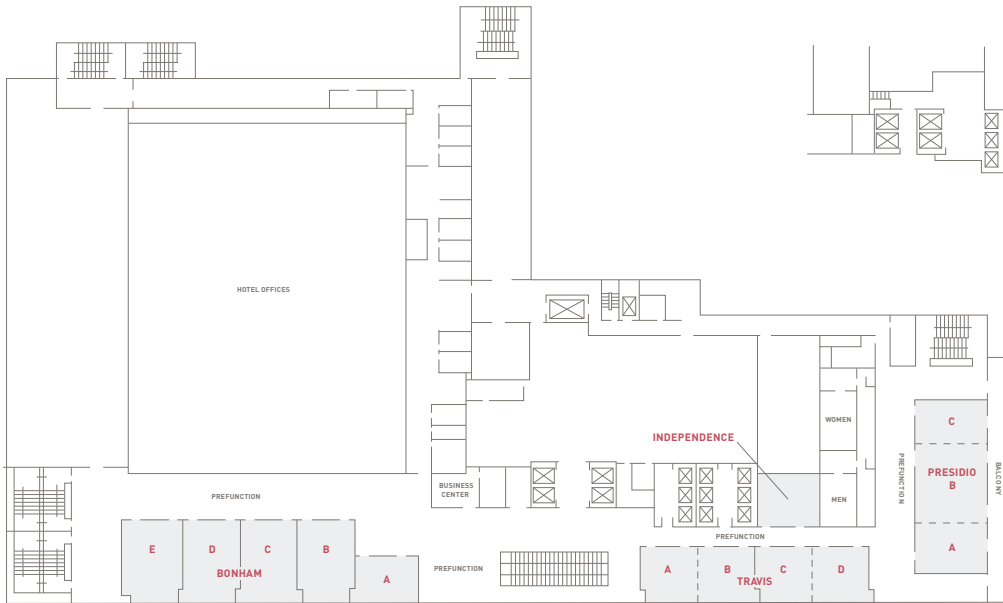 HOTEL OFFICES
WOMEN
C
INDEPENDENCE
PREFUNCTION
PRESIDIO
B
BALCONY
BUSINESS
CENTER
MEN
PREFUNCTION
PREFUNCTION
E
D
C
B
A
BONHAM
PREFUNCTION
A
B
C
D
TRAVIS
A